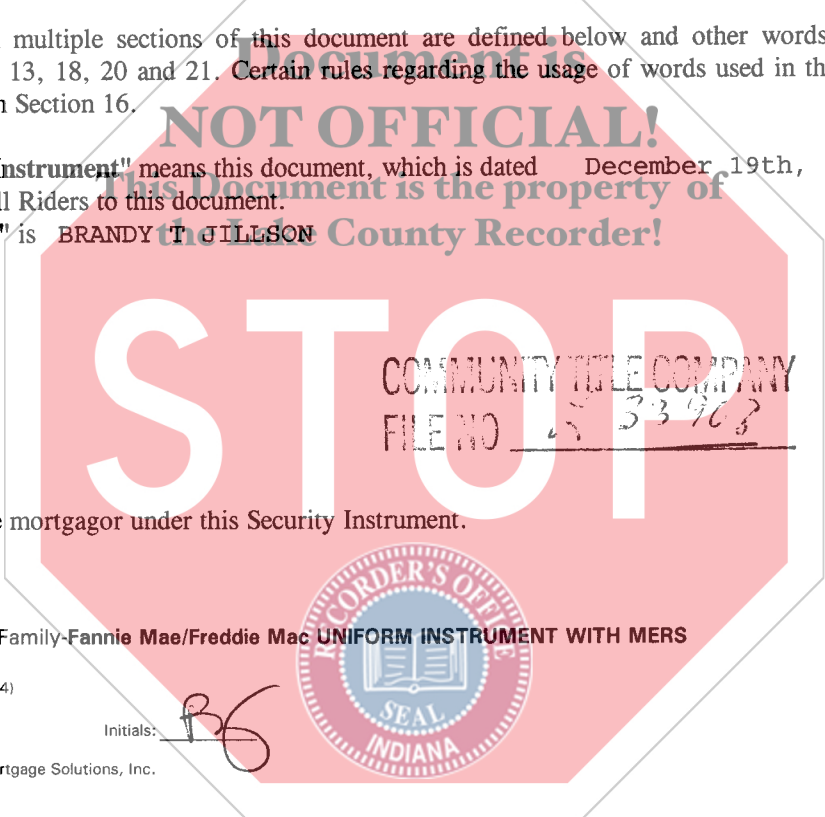 multiple sections of this document are defined below and other words
Document is
13, 18, 20 and 21. Certain rules regarding the usage of words used in th
n Section 16.
NOT OFFICIAL!
Instrument" means this document, which is dated December 19th,
This Document is the property of
ll Riders to this document.
" is BRANDY T JILLSON
the Lake County Recorder!
STOP
COMMUNITY TITLE COMPANY
FILE NO 33908
e mortgagor under this Security Instrument.
RECORDER'S OFFICE
Family-Fannie Mae/Freddie Mac UNIFORM INSTRUMENT WITH MERS
4)
SEAL
Initials: BJ
INDIANA
rtgage Solutions, Inc.